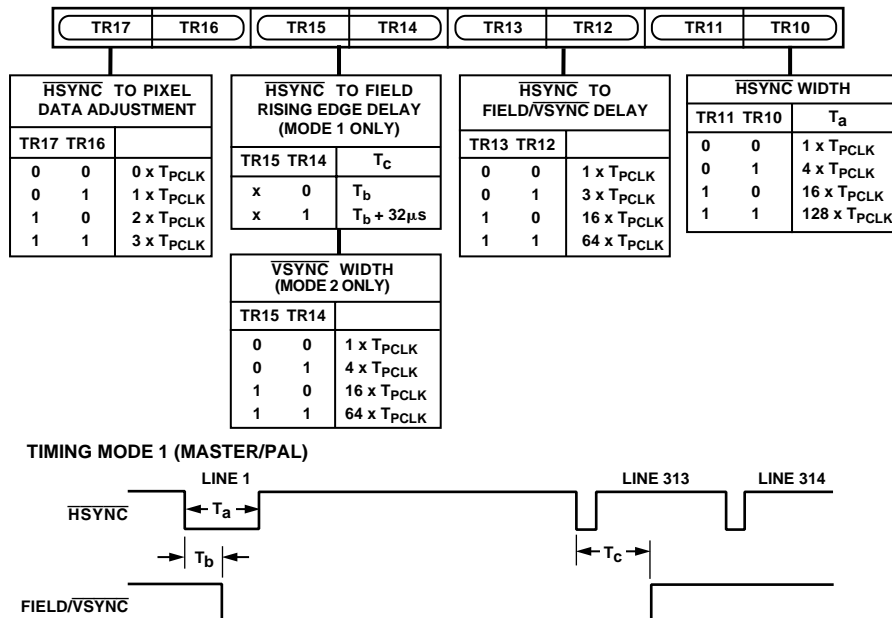 TR17 TR16 TR15 TR14 TR13 TR12 TR11 TR10
HSYNC TO PIXEL
DATA ADJUSTMENT
TR17 TR16
0 0 0 x TPCLK
0 1 1 x TPCLK
1 0 2 x TPCLK
1 1 3 x TPCLK
HSYNC TO FIELD
RISING EDGE DELAY
(MODE 1 ONLY)
TR15 TR14 Tc
x 0 Tb
x 1 Tb + 32µs
VSYNC WIDTH
(MODE 2 ONLY)
TR15 TR14
0 0 1 x TPCLK
0 1 4 x TPCLK
1 0 16 x TPCLK
1 1 64 x TPCLK
HSYNC TO
FIELD/VSYNC DELAY
TR13 TR12
0 0 1 x TPCLK
0 1 3 x TPCLK
1 0 16 x TPCLK
1 1 64 x TPCLK
HSYNC WIDTH
TR11 TR10 Ta
0 0 1 x TPCLK
0 1 4 x TPCLK
1 0 16 x TPCLK
1 1 128 x TPCLK
TIMING MODE 1 (MASTER/PAL)
LINE 1 LINE 313 LINE 314
HSYNC
Ta
Tb Tc
FIELD/VSYNC